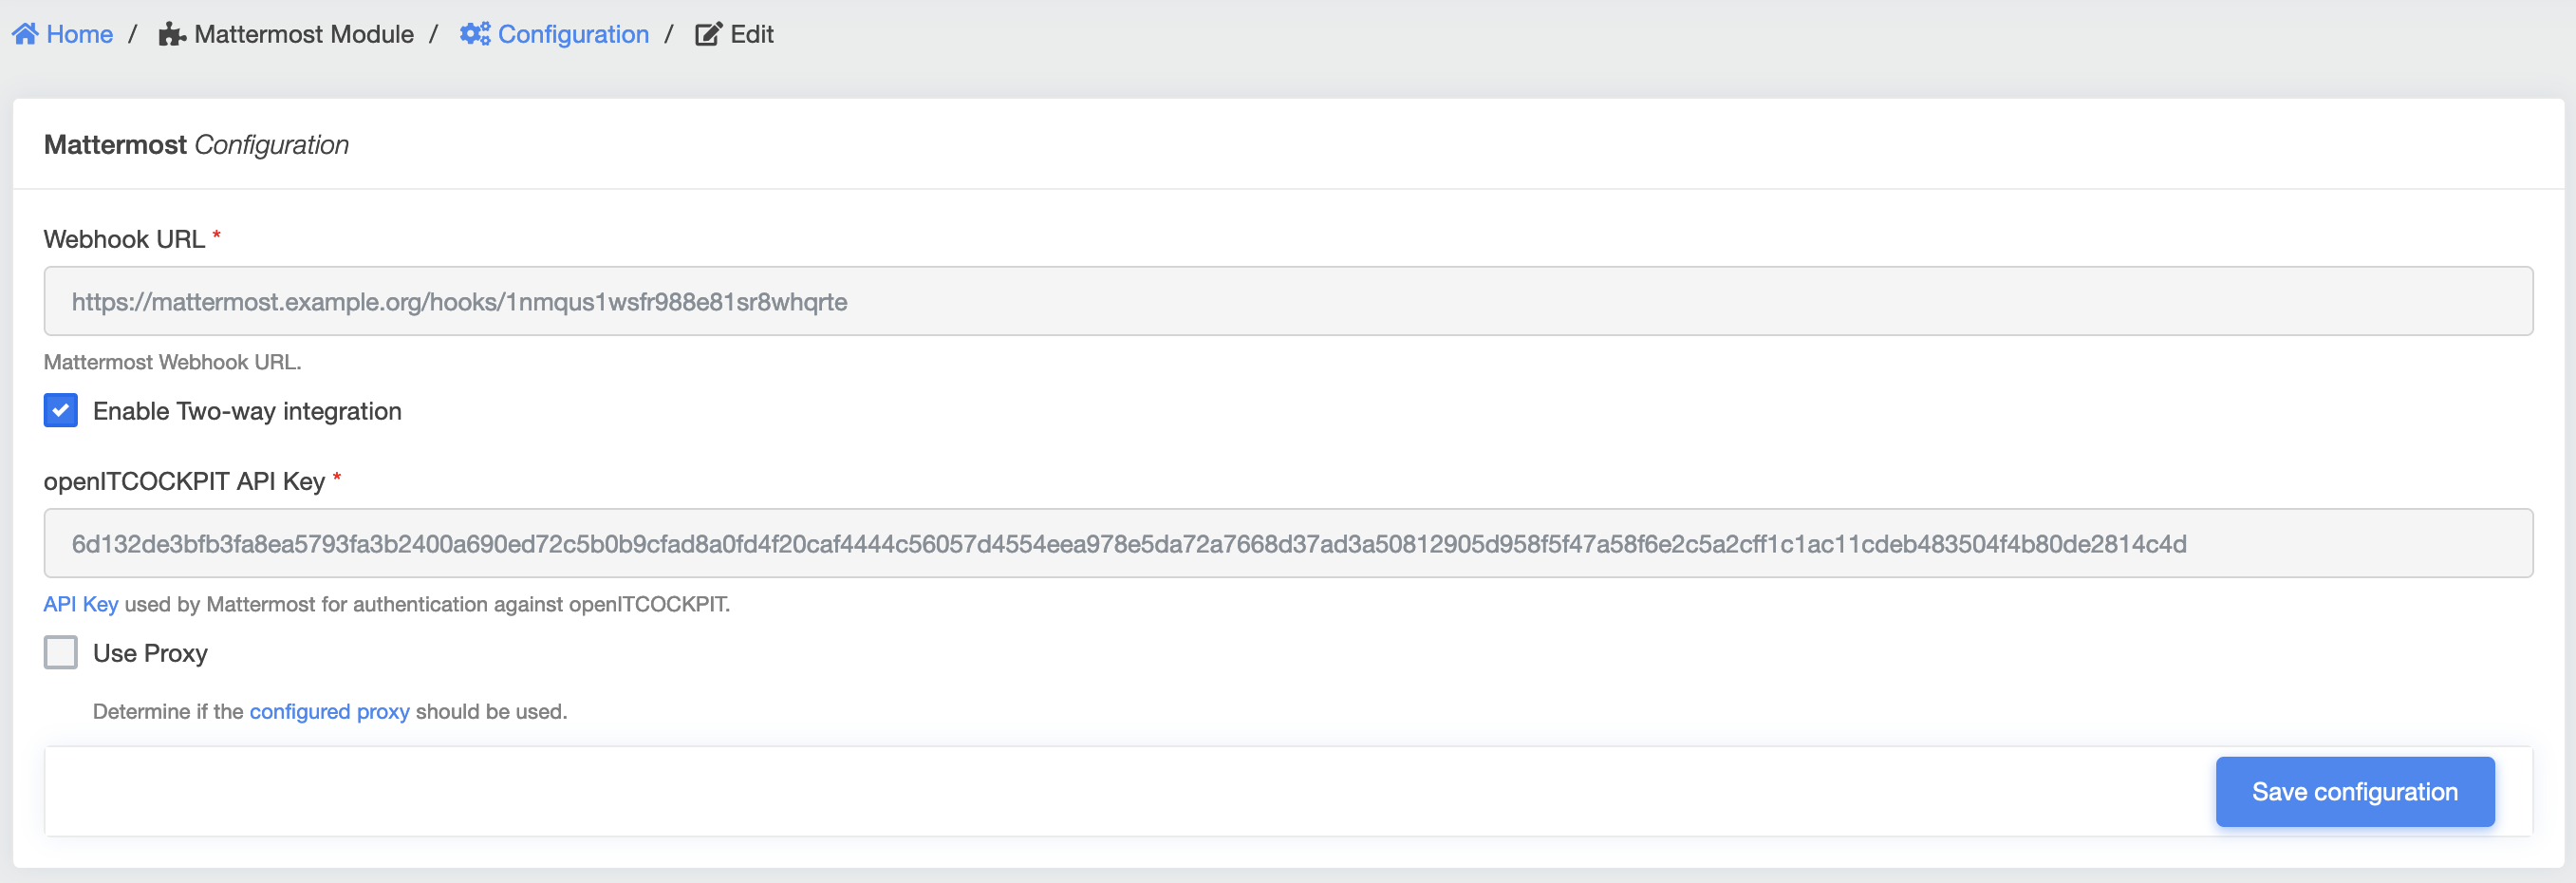 Home / Mattermost Module / Configuration / Edit
Mattermost Configuration
Webhook URL *
https://mattermost.example.org/hooks/1nmqus1wsfr988e81sr8whqrte
Mattermost Webhook URL.
Enable Two-way integration
openITCOCKPIT API Key *
6d132de3bfb3fa8ea5793fa3b2400a690ed72c5b0b9cfad8a0fd4f20caf4444c56057d4554eea978e5da72a7668d37ad3a50812905d958f5f47a58f6e2c5a2cff1c1ac11cdeb483504f4b80de2814c4d
API Key used by Mattermost for authentication against openITCOCKPIT.
Use Proxy
Determine if the configured proxy should be used.
Save configuration